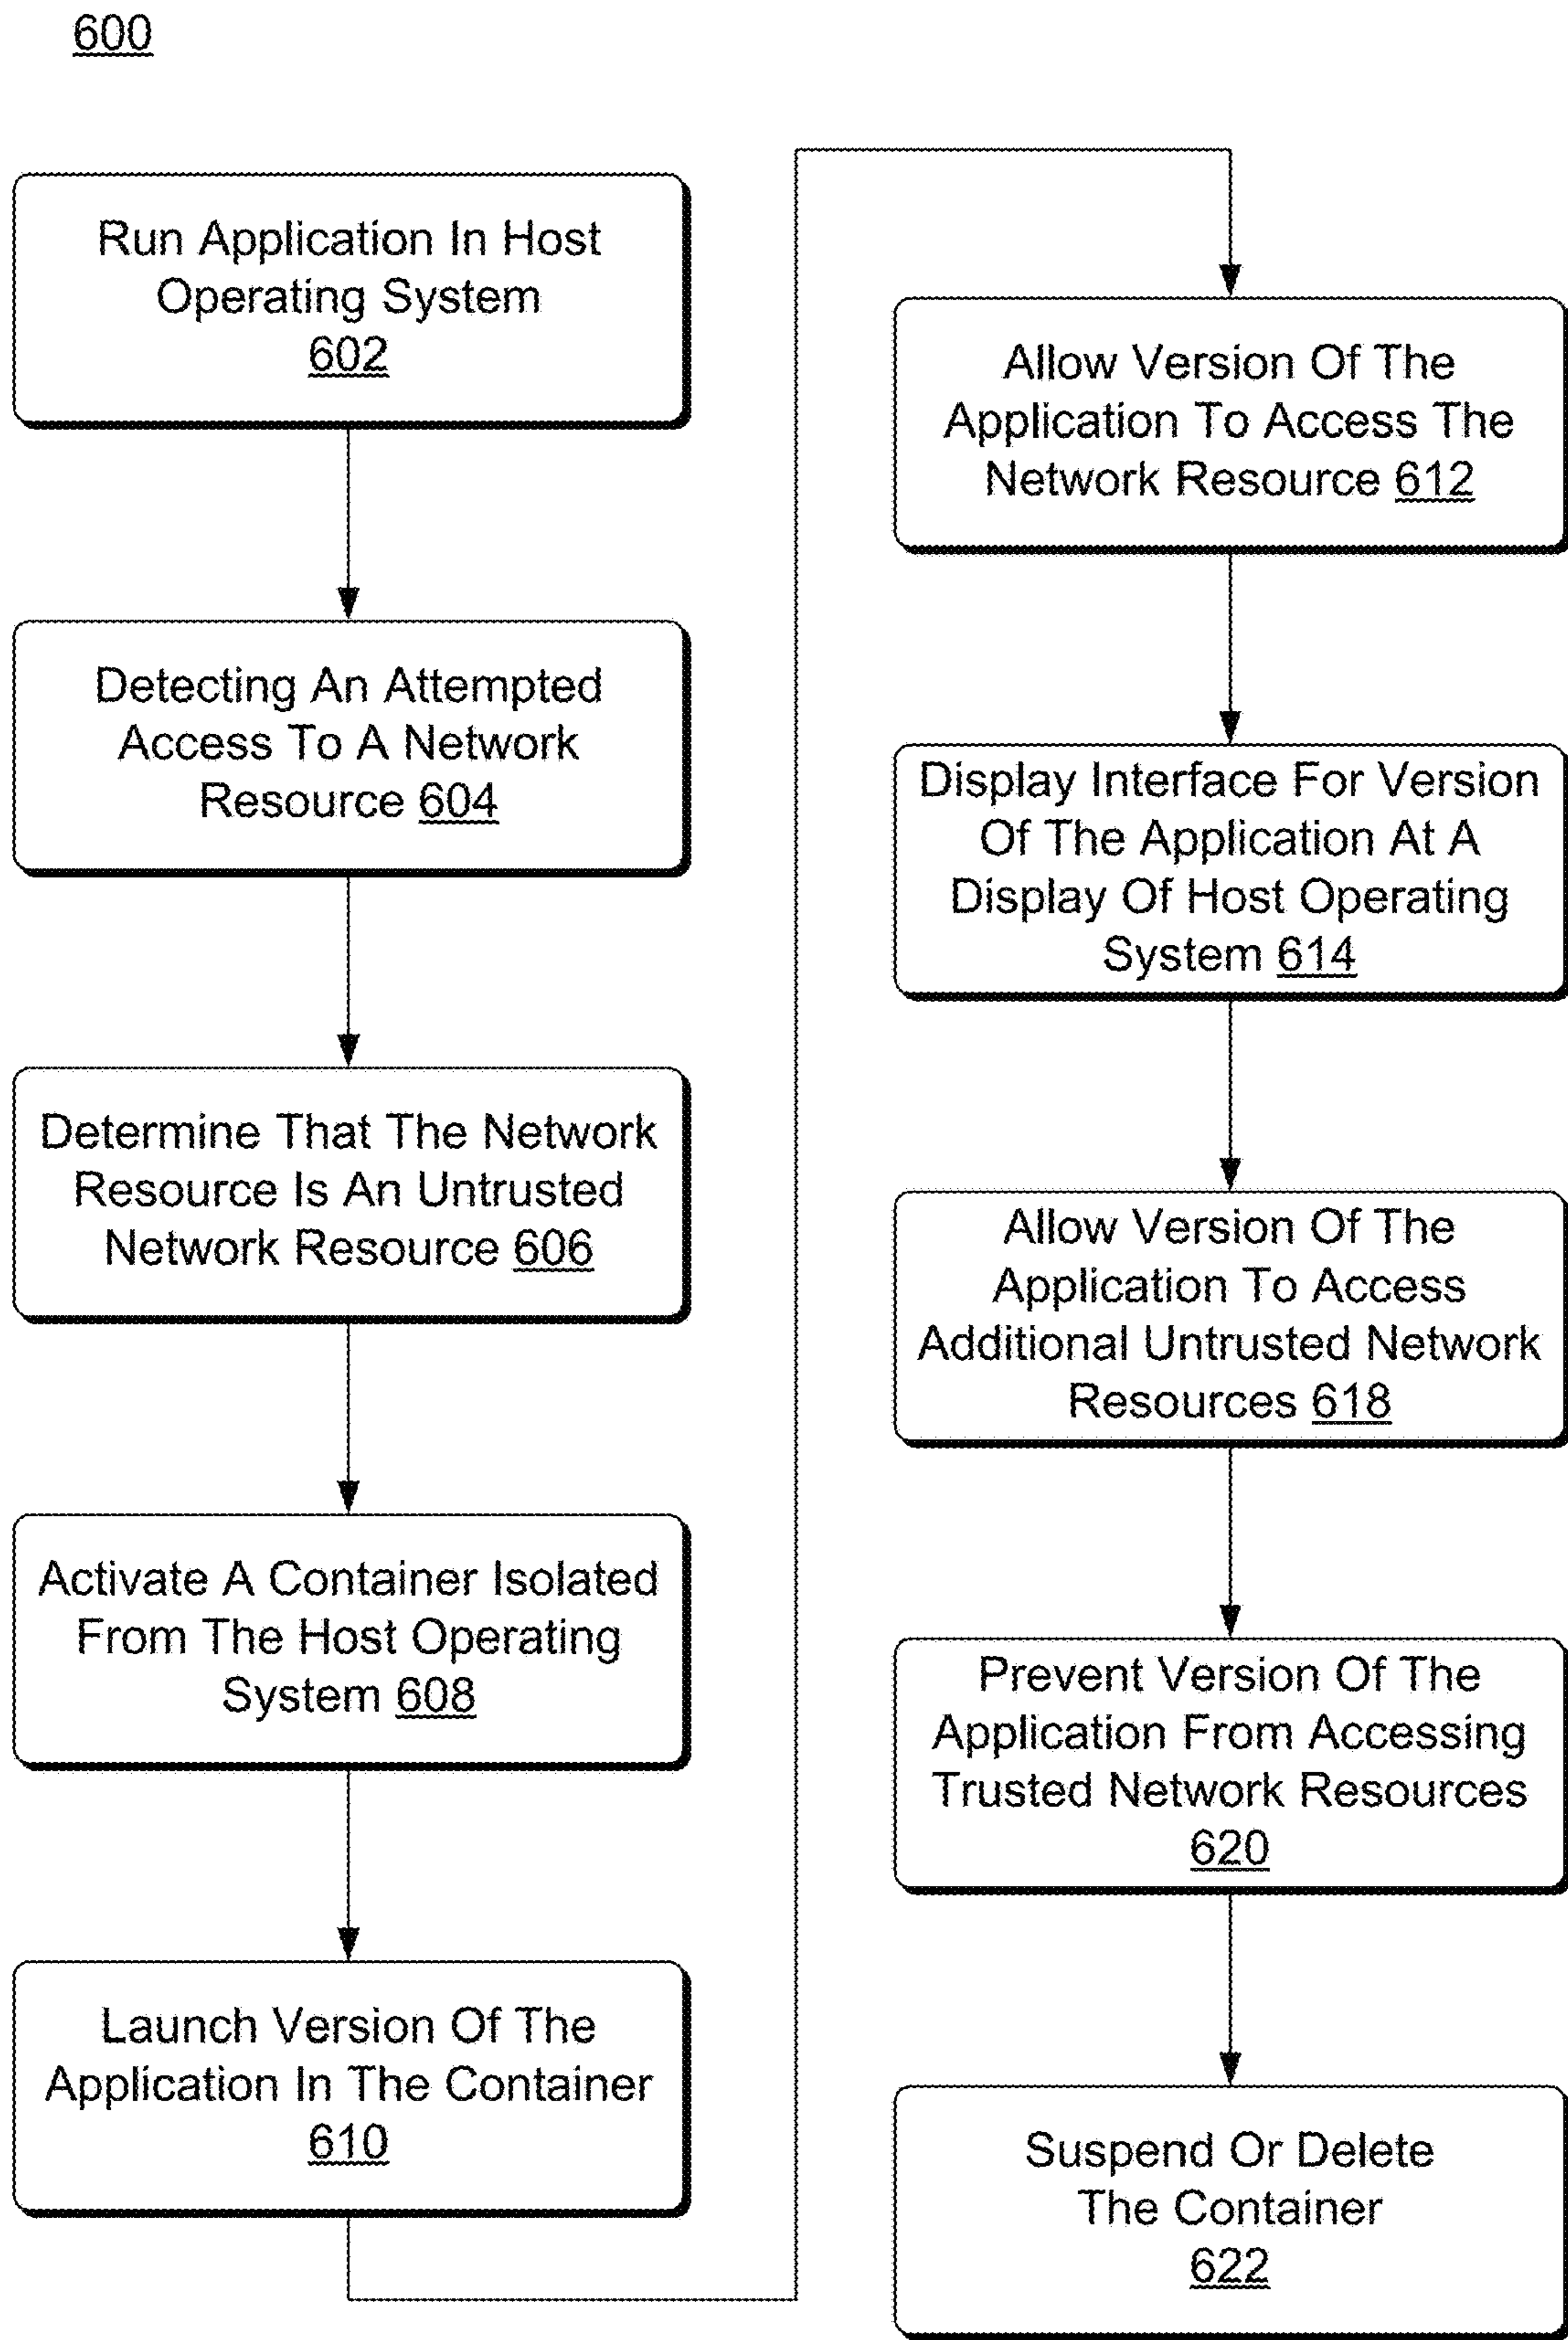 600
Run Application In Host
Operating System
602
Detecting An Attempted
Access To A Network
Resource 604
Determine That The Network
Resource Is An Untrusted
Network Resource 606
Activate A Container Isolated
From The Host Operating
System 608
Launch Version Of The
Application In The Container
610
Allow Version Of The
Application To Access The
Network Resource 612
Display Interface For Version
Of The Application At A
Display Of Host Operating
System 614
Allow Version Of The
Application To Access
Additional Untrusted Network
Resources 618
Prevent Version Of The
Application From Accessing
Trusted Network Resources
620
Suspend Or Delete
The Container
622